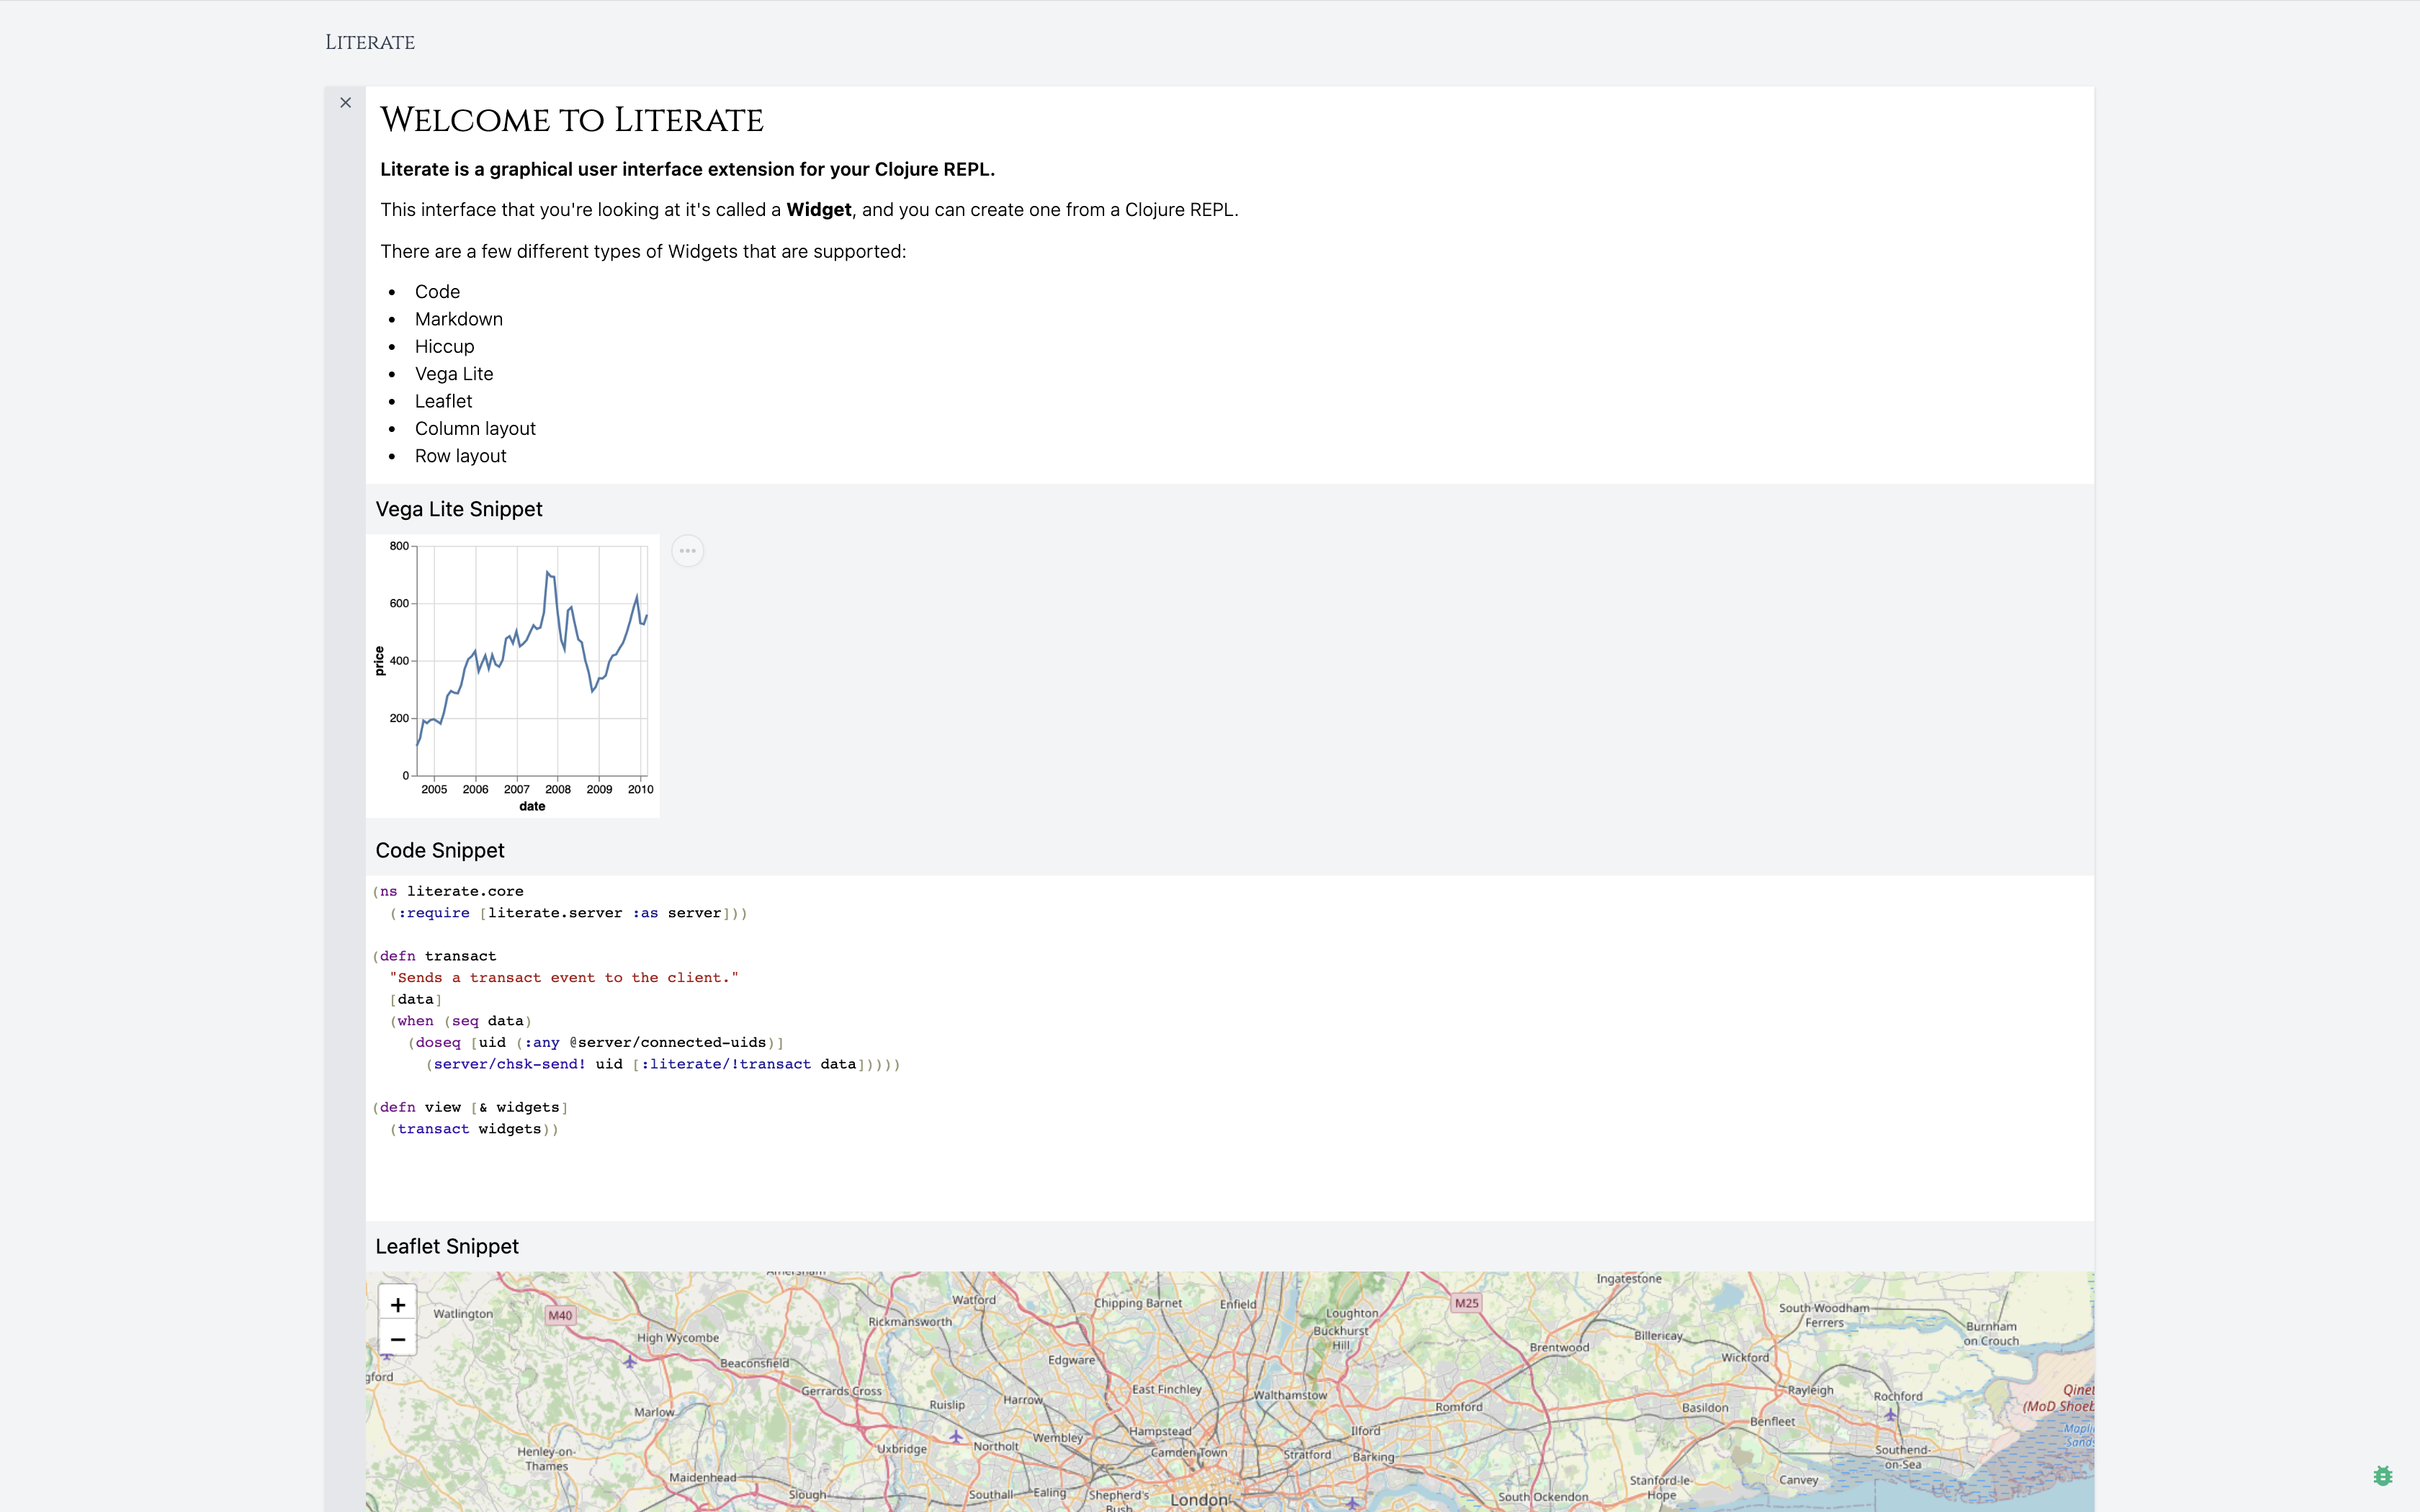 Literate
×
Welcome to Literate
Literate is a graphical user interface extension for your Clojure REPL.
This interface that you're looking at it's called a Widget, and you can create one from a Clojure REPL.
There are a few different types of Widgets that are supported:
• Code
• Markdown
• Hiccup
• Vega Lite
• Leaflet
• Column layout
• Row layout
Vega Lite Snippet
800
600
400
200
0
price
2005 2006 2007 2008 2009 2010
date
Code Snippet
(ns literate.core
  (:require [literate.server :as server]))
(defn transact
  "Sends a transact event to the client."
  [data]
  (when (seq data)
    (doseq [uid (:any @server/connected-uids)]
      (server/chsk-send! uid [:literate/!transact data]))))
(defn view [& widgets]
  (transact widgets))
Leaflet Snippet
+
−
Amersham
Ingatestone
Watlington
M40
Watford
Chipping Barnet
Enfield
Loughton
M25
South Woodham
Ferrers
Rickmansworth
High Wycombe
Buckhurst
Hill
Billericay
Burnham
on Crouch
Beaconsfield
Edgware
Brentwood
Wickford
gford
Gerrards Cross
East Finchley
Walthamstow
Rayleigh
Rochford
Qinet
(MoD Shoeb
Marlow
Ruislip
Harrow
Romford
Basildon
Benfleet
Henley-on-
Thames
Uxbridge
Northolt
Wembley
Hampstead
Camden Town
Ilford
Stratford
Barking
Southend-
on-Sea
Mapli
Sands
Maidenhead
Slough
Southall
Ealing
Shepherd's
Bush
London
South Ockendon
Stanford-le-
Hope
Canvey